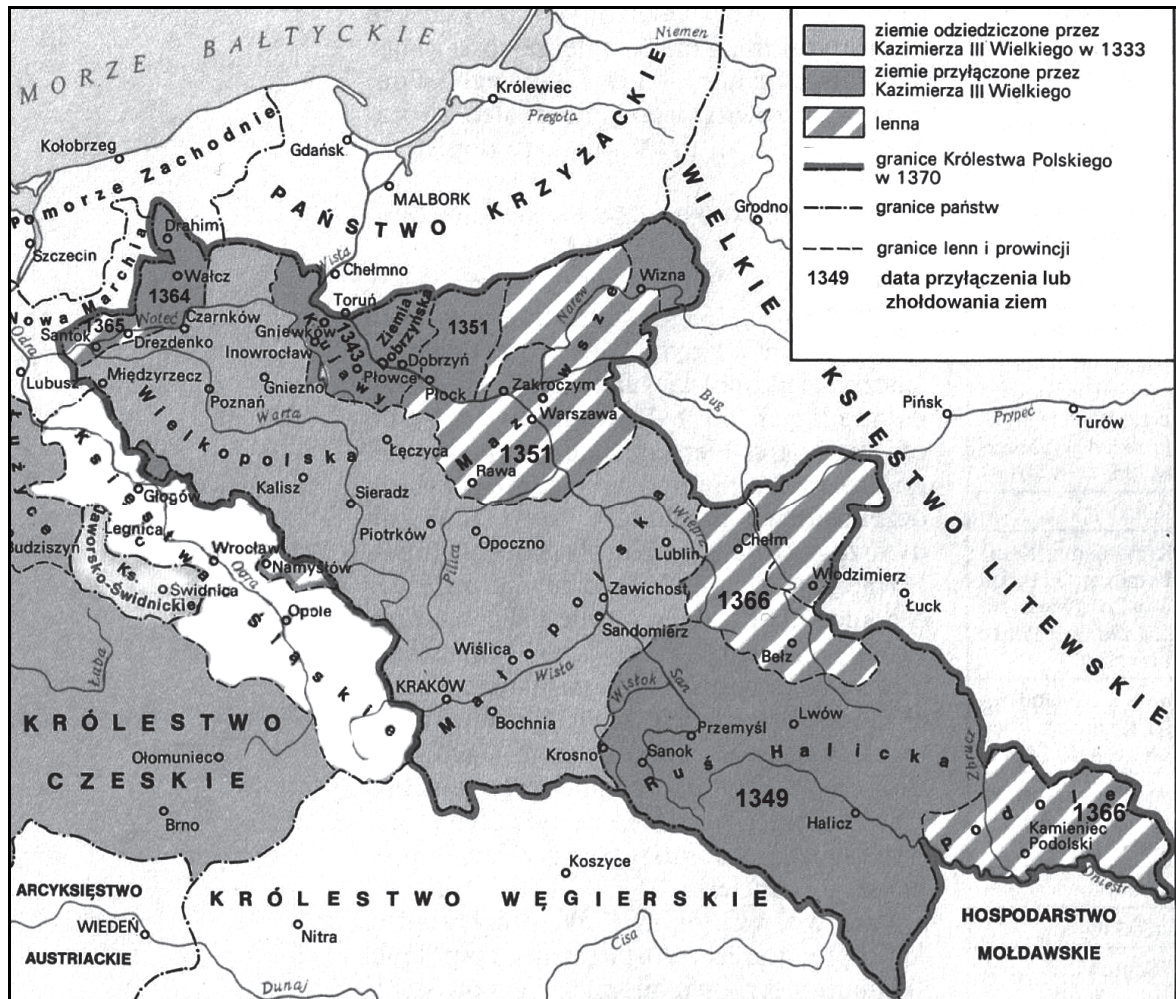 MORZE BAŁTYCKIE
ziemie odziedziczone przez
Kazimierza III Wielkiego w 1333
ziemie przyłączone przez
Kazimierza III Wielkiego
lenna
granice Królestwa Polskiego
w 1370
granice państw
granice lenn i prowincji
1349 data przyłączenia lub
zhołdowania ziem
Niemen
Królewiec
Pregoła
Kołobrzeg
Gdańsk
Pomorze Zachodnie
MALBORK
PAŃSTWO KRZYŻACKIE
WIELKIE KSIĘSTWO LITEWSKIE
Grodno
Szczecin
Drahim
Wisła
Chełmno
Wałcz
1364
Wizna
Nowa Marchia
Toruń
Narew
1365
Noteć
Czarnków
Gniewków
Kujawy
1343
Ziemia
Dobrzyńska
1351
Santok
Drezdenko
Inowrocław
Dobrzyń
Odra
Lubusz
Międzyrzecz
Gniezno
Płowce
Płock
Zakroczym
Poznań
Warszawa
Bug
Pińsk
Prypeć
Turów
Wielkopolska
Warta
Łęczyca
Mazowsze
1351
Rawa
Kalisz
Sieradz
Głogów
Księstwa Śląskie
Legnica
Piotrków
Opoczno
Pilica
Wieprz
Lublin
Chełm
Budziszyn
Wrocław
Namysłów
Ks.
Jaworsko-Świdnickie
Świdnica
Odra
Zawichost
1366
Włodzimierz
Łuck
Opole
Sandomierz
Małopolska
Wiślica
Bełz
Łaba
KRAKÓW
Wisła
Wisłok
San
Bochnia
Przemyśl
Lwów
KRÓLESTWO
CZESKIE
Ołomuniec
Krosno
Sanok
Ruś Halicka
Zbrucz
Brno
1349
Halicz
Podole
1366
Kamieniec
Podolski
Dniestr
Koszyce
ARCYKSIĘSTWO
AUSTRIACKIE
WIEDEŃ
KRÓLESTWO WĘGIERSKIE
Nitra
Cisa
Dunaj
HOSPODARSTWO
MOŁDAWSKIE